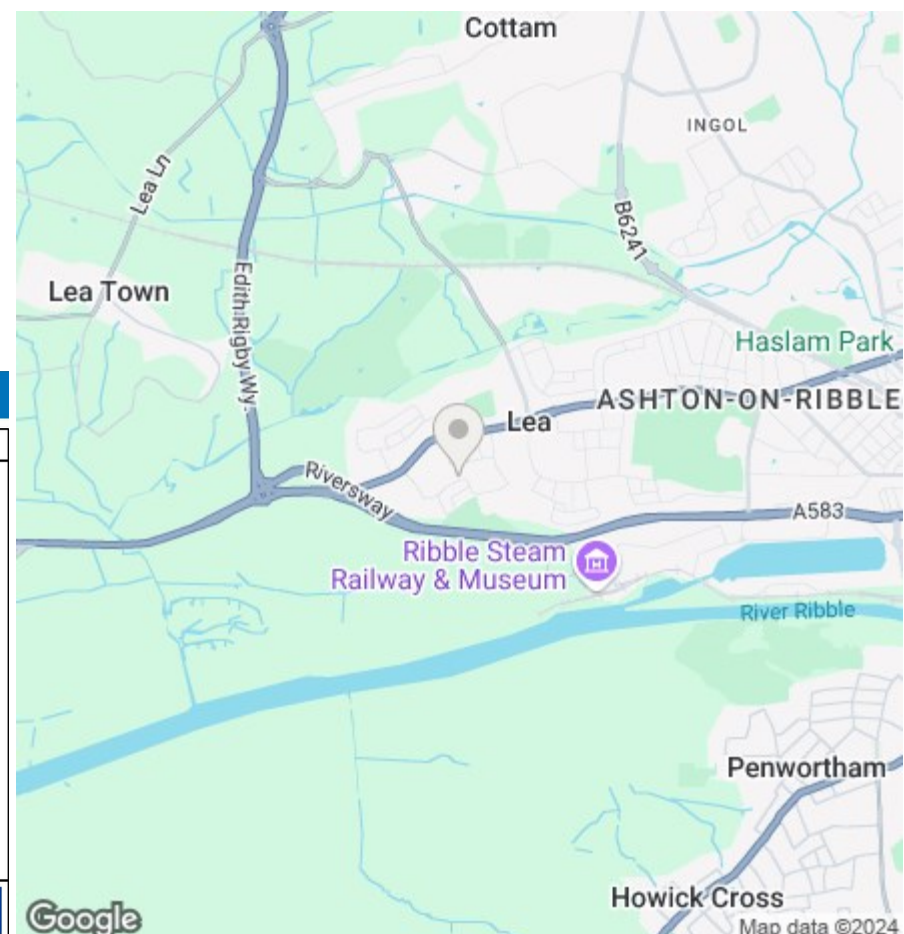 Cottam
INGOL
Lea Ln
B6241
Lea Town
Edith Rigby Wy.
Haslam Park
ASHTON-ON-RIBBLE
Lea
Riversway
A583
Ribble Steam
Railway & Museum
River Ribble
Penwortham
Howick Cross
Google
Map data ©2024